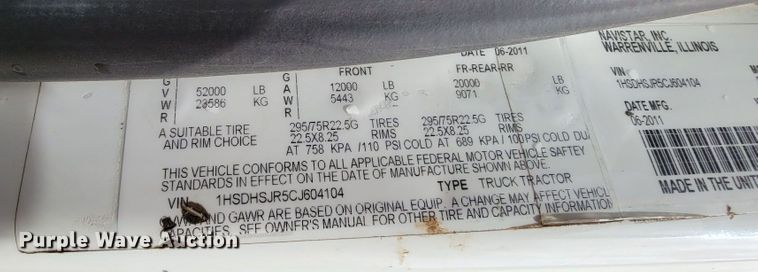 DATE 06-2011
G G FRONT FR-REAR-RR
V 52000 LB A 12000 LB 20000
W 23586 KG W 5443 KG 9071
R R
A SUITABLE TIRE 295/75R22.5G TIRES 295/75R22.5G TIRES
AND RIM CHOICE 22.5X8.25 RIMS 22.5X8.25 RIMS
AT 758 KPA /110 PSI COLD AT 689 KPA / 100 PSI COLD DU
THIS VEHICLE CONFORMS TO ALL APPLICABLE FEDERAL MOTOR VEHICLE SAFTEY
STANDARDS IN EFFECT ON THE DATE OF MANUFACTURE SHOWN ABOVE.
VIN 1HSDHSJR5CJ604104 TYPE TRUCK TRACTOR
AND GAWR ARE BASED ON ORIGINAL EQUIP. A CHANGE MAY AFFECT VEHICL
CAPACITIES. SEE OWNER'S MANUAL FOR OTHER TIRE AND CAPACITY INFORMATION
NAVISTAR, INC.
WARRENVILLE, ILLINOIS
VIN
1HSDHSJR5CJ604104
DATE MFG.
06-2011
MADE IN THE UNIT
Purple Wave Auction